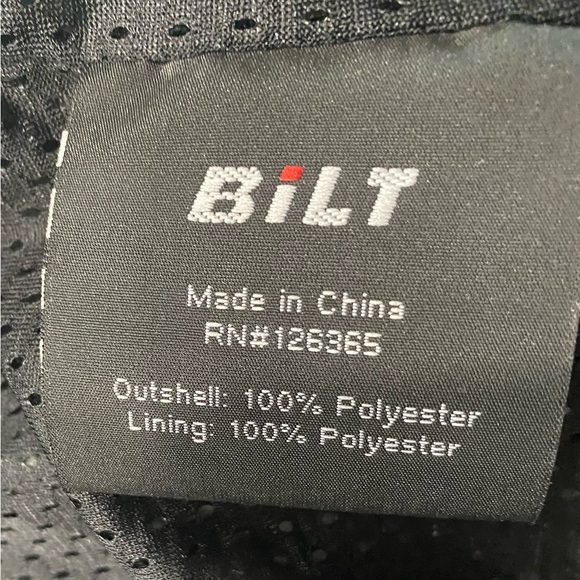 BiLT
Made in China
RN#126365
Outshell: 100% Polyester
Lining: 100% Polyester